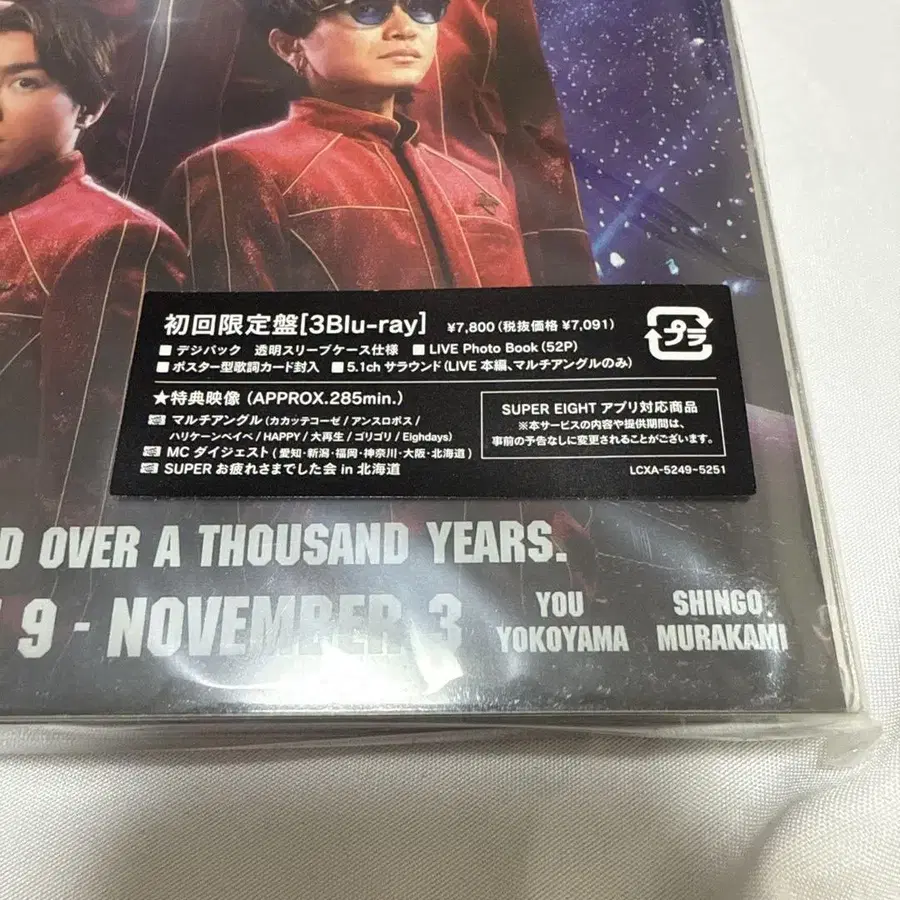 初回限定盤[3Blu-ray] ¥7,800(税抜価格 ¥7,091)
■ デジパック 透明スリーブケース仕様 ■ LIVE Photo Book(52P)
■ ポスター型歌詞カード封入 ■ 5.1ch サラウンド(LIVE 本編、マルチアングルのみ)
プラ
★特典映像 (APPROX.285min.)
マルチアングル(カカッテコーゼ/アンスロポス/
ハリケーンベイベ/HAPPY/大再生/ゴリゴリ/Eighdays)
MC ダイジェスト(愛知・新潟・福岡・神奈川・大阪・北海道)
SUPER お疲れさまでした会 in 北海道
SUPER EIGHT アプリ対応商品
※本サービスの内容や提供期間は、
事前の予告なしに変更されることがございます。
LCXA-5249~5251
D OVER A THOUSAND YEARS.
9 - NOVEMBER 3
YOU
YOKOYAMA
SHINGO
MURAKAMI